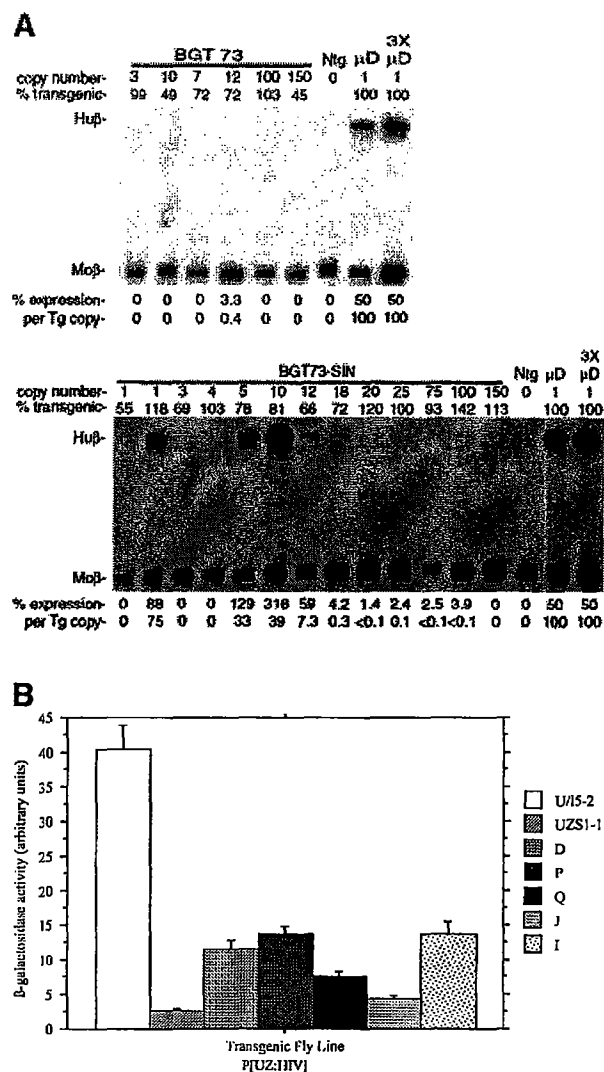 A
BGT 73
Ntg μD 3X μD
copy number- 3 10 7 12 100 150 0 1 1
% transgenic- 99 49 72 72 103 45 100 100
Huβ-
Moβ-
% expression- 0 0 0 3.3 0 0 0 50 50
per Tg copy- 0 0 0 0.4 0 0 0 100 100
BGT73-SIN
Ntg μD 3X μD
copy number- 1 1 3 4 5 10 12 18 20 25 75 100 150 0 1 1
% transgenic- 55 118 69 103 78 81 66 72 120 100 93 142 113 100 100
Huβ-
Moβ-
% expression- 0 88 0 0 129 316 59 4.2 1.4 2.4 2.5 3.9 0 0 50 50
per Tg copy- 0 75 0 0 33 39 7.3 0.3 <0.1 0.1 <0.1 <0.1 0 0 100 100
B
β-galactosidase activity (arbitrary units)
45
40
35
30
25
20
15
10
5
0
U/I5-2
UZS1-1
D
P
Q
J
I
Transgenic Fly Line
P[UZ:HIV]